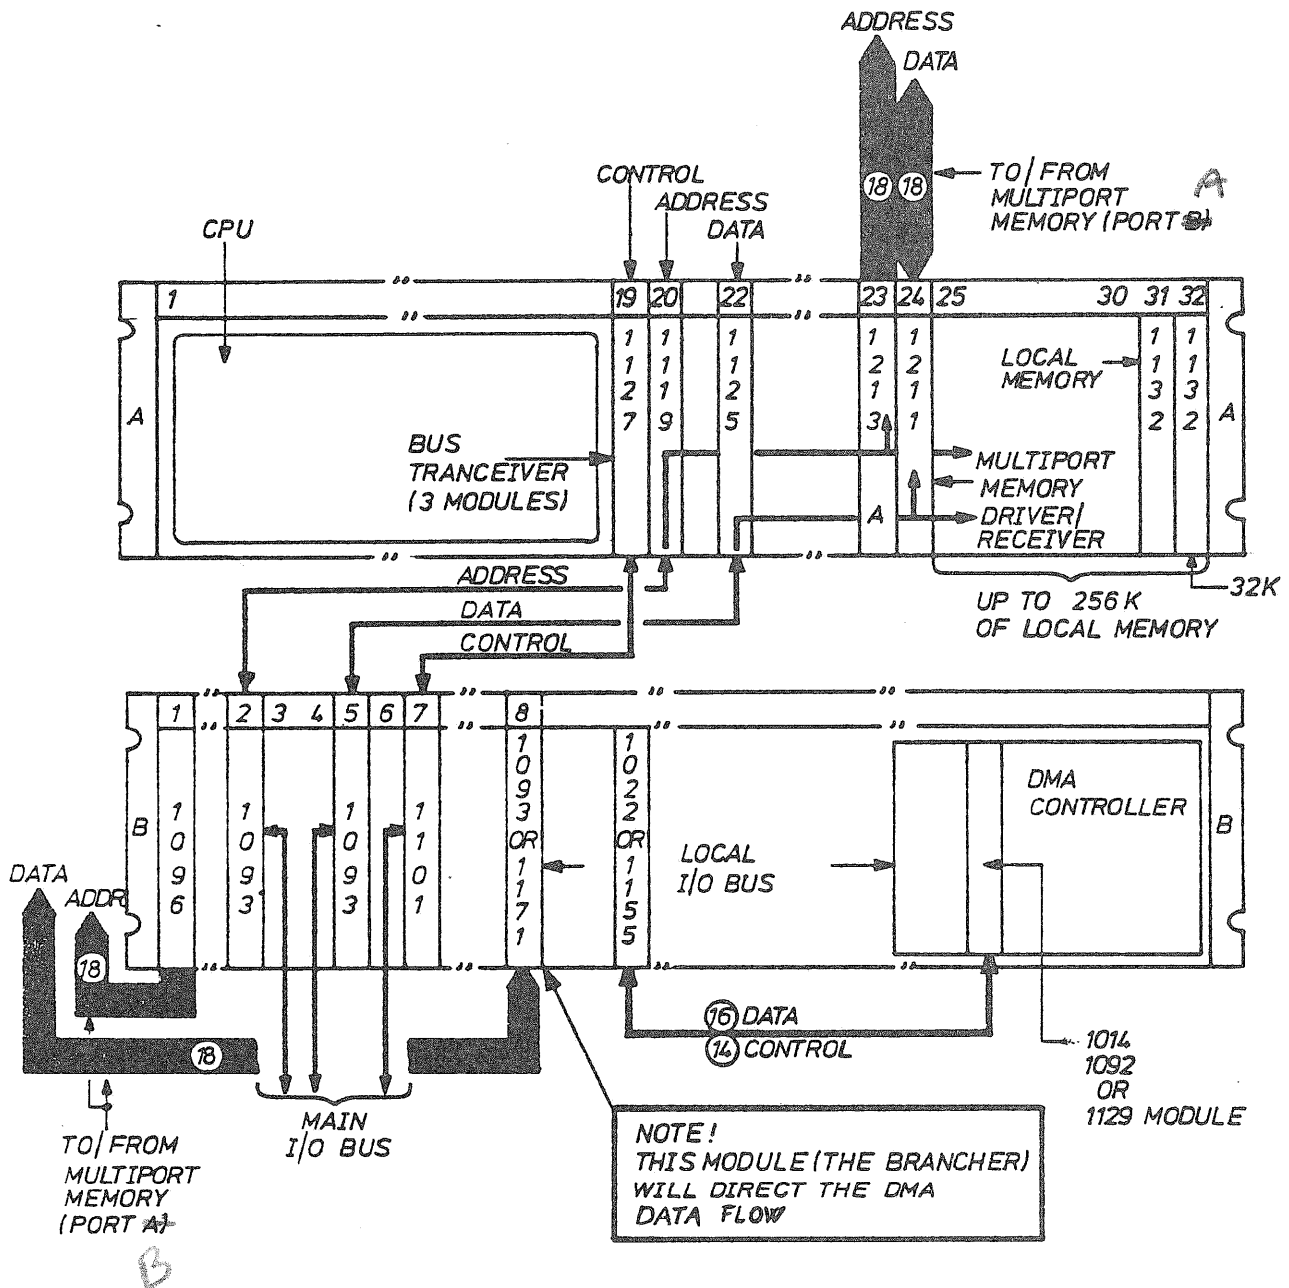 ADDRESS
DATA
18 18
TO/FROM
MULTIPORT
MEMORY (PORT B)
A
CONTROL
ADDRESS
DATA
CPU
1 19 20 22 23 24 25 30 31 32
A
1127
1119
1125
1213
1211
1132
1132
A
LOCAL
MEMORY
BUS
TRANCEIVER
(3 MODULES)
MULTIPORT
MEMORY
DRIVER/
RECEIVER
A
32K
UP TO 256K
OF LOCAL MEMORY
ADDRESS
DATA
CONTROL
1 2 3 4 5 6 7 8
B
1096
1093
1093
1101
1093 OR 1171
1022 OR 1155
LOCAL
I/O BUS
DMA
CONTROLLER
B
DATA
ADDR
18
18
16 DATA
14 CONTROL
1014
1092
OR
1129 MODULE
MAIN
I/O BUS
TO/FROM
MULTIPORT
MEMORY
(PORT A)
B
NOTE!
THIS MODULE (THE BRANCHER)
WILL DIRECT THE DMA
DATA FLOW